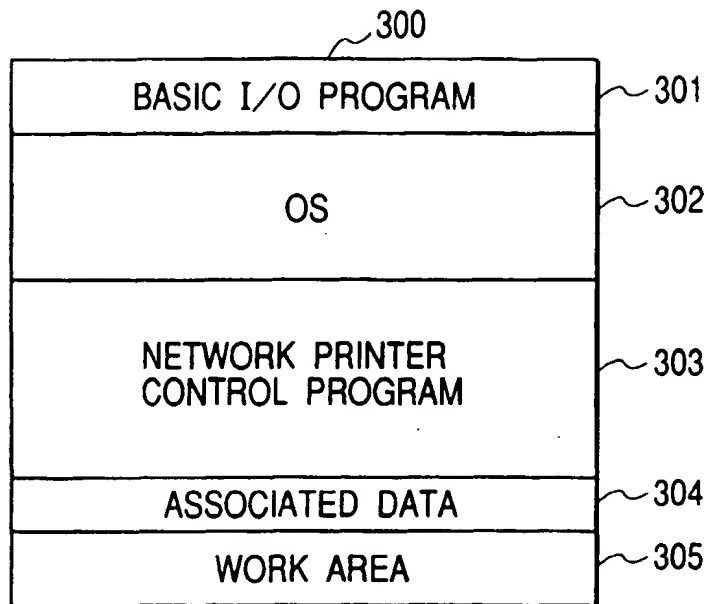 300
BASIC I/O PROGRAM
301
OS
302
NETWORK PRINTER
CONTROL PROGRAM
303
ASSOCIATED DATA
304
WORK AREA
305